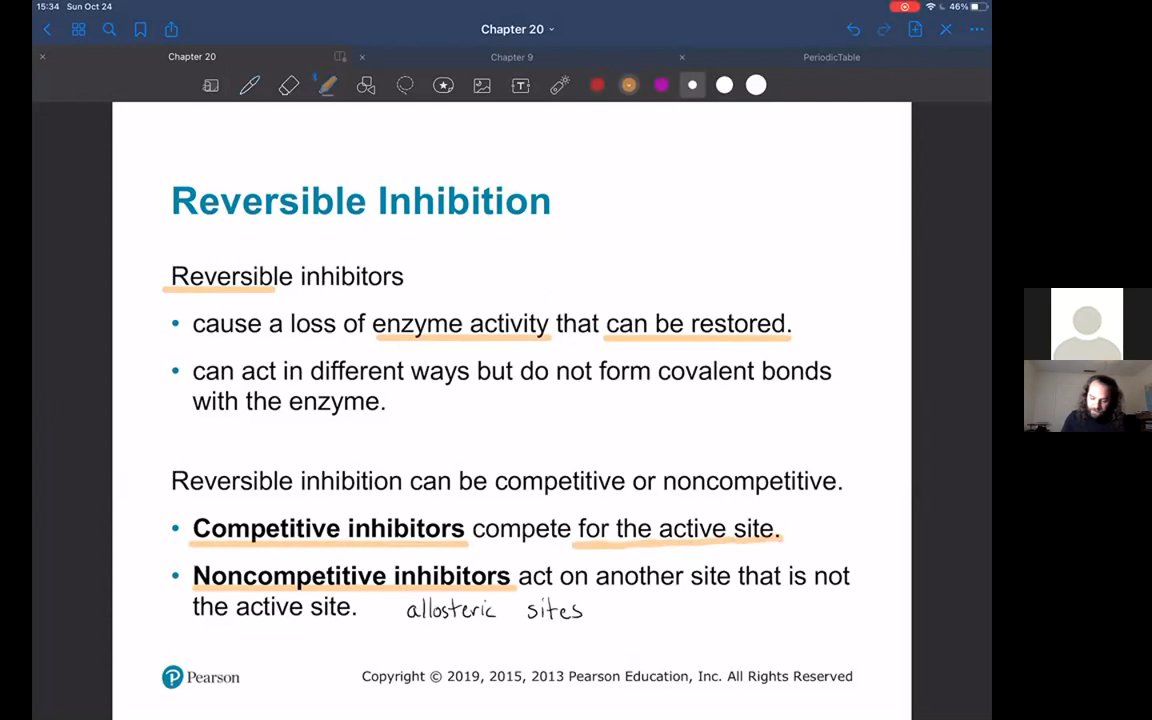 15:34 Sun Oct 24
46%
Chapter 20
Chapter 20
Chapter 9
PeriodicTable
Reversible Inhibition
Reversible inhibitors
• cause a loss of enzyme activity that can be restored.
• can act in different ways but do not form covalent bonds
with the enzyme.
Reversible inhibition can be competitive or noncompetitive.
• Competitive inhibitors compete for the active site.
• Noncompetitive inhibitors act on another site that is not
the active site. allosteric sites
Pearson
Copyright © 2019, 2015, 2013 Pearson Education, Inc. All Rights Reserved